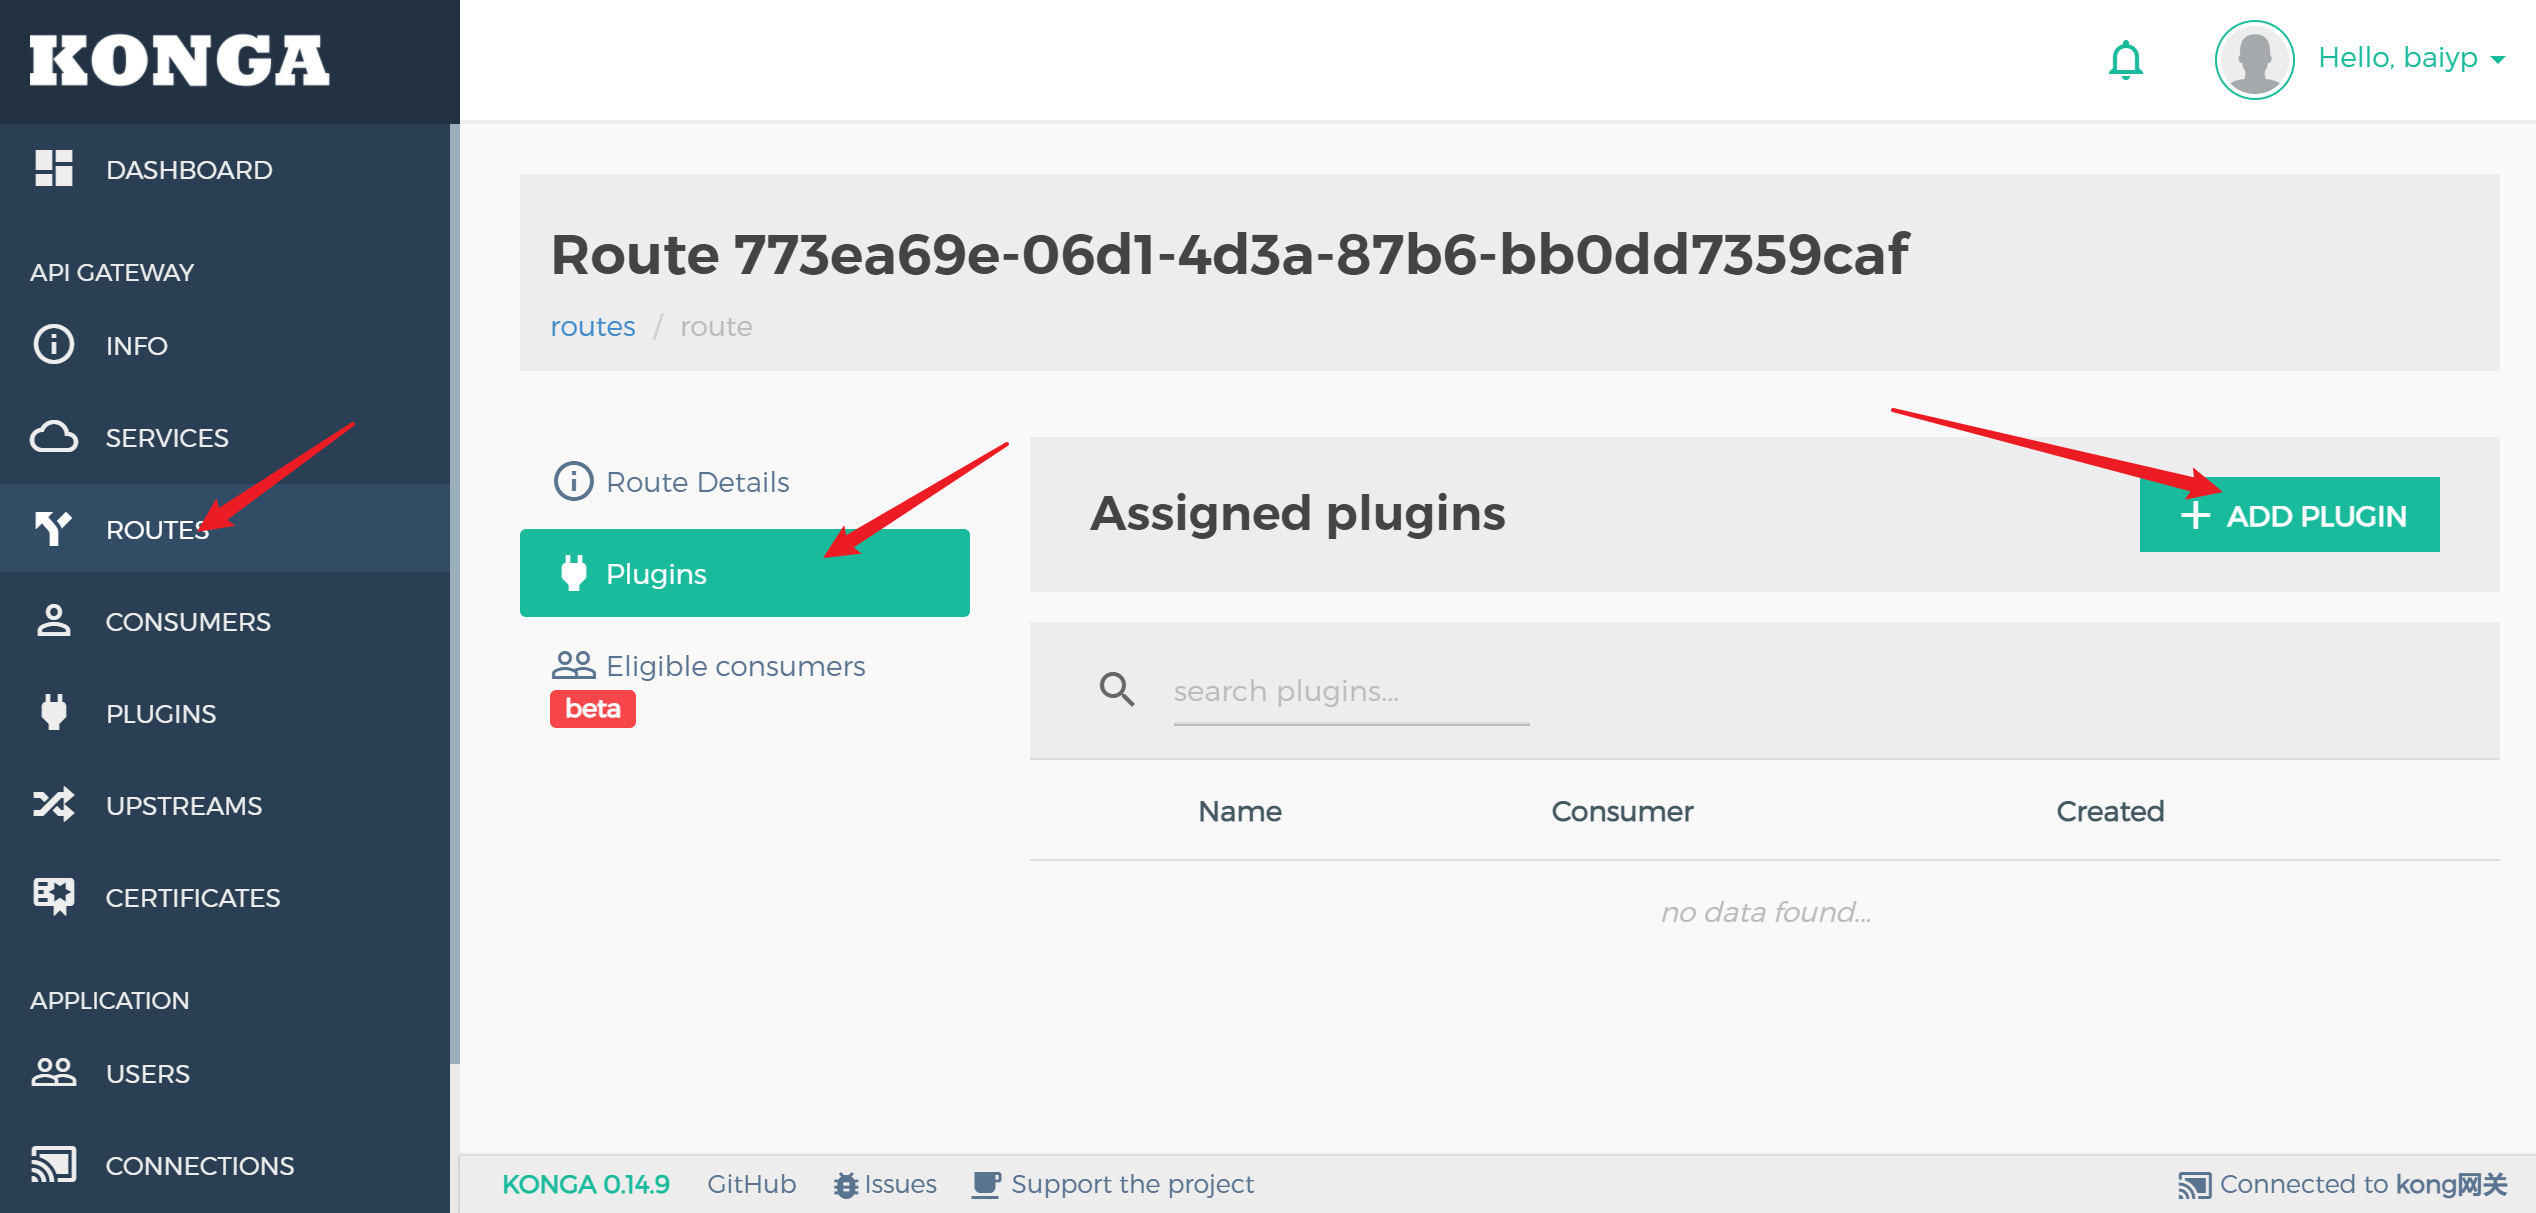 KONGA
Hello, baiyp
DASHBOARD
API GATEWAY
INFO
SERVICES
ROUTES
CONSUMERS
PLUGINS
UPSTREAMS
CERTIFICATES
APPLICATION
USERS
CONNECTIONS
Route 773ea69e-06d1-4d3a-87b6-bb0dd7359caf
routes / route
Route Details
Plugins
Eligible consumers
beta
Assigned plugins
+ ADD PLUGIN
search plugins...
Name Consumer Created
no data found...
KONGA 0.14.9 GitHub Issues Support the project Connected to kong网关